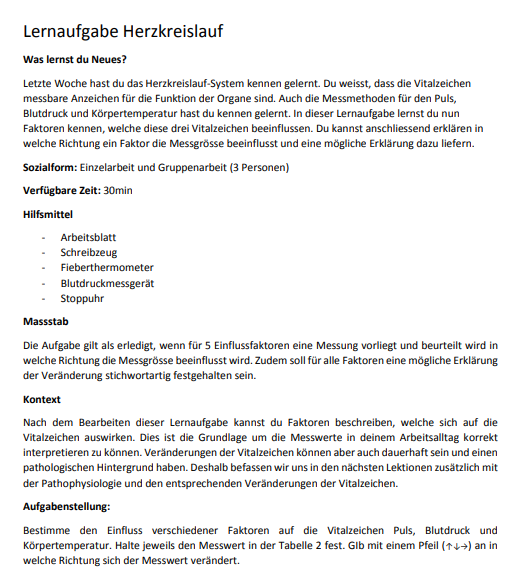 Lernaufgabe Herzkreislauf
Was lernst du Neues?
Letzte Woche hast du das Herzkreislauf-System kennen gelernt. Du weisst, dass die Vitalzeichen
messbare Anzeichen für die Funktion der Organe sind. Auch die Messmethoden für den Puls,
Blutdruck und Körpertemperatur hast du kennen gelernt. In dieser Lernaufgabe lernst du nun
Faktoren kennen, welche diese drei Vitalzeichen beeinflussen. Du kannst anschliessend erklären in
welche Richtung ein Faktor die Messgrösse beeinflusst und eine mögliche Erklärung dazu liefern.
Sozialform: Einzelarbeit und Gruppenarbeit (3 Personen)
Verfügbare Zeit: 30min
Hilfsmittel
- Arbeitsblatt
- Schreibzeug
- Fieberthermometer
- Blutdruckmessgerät
- Stoppuhr
Massstab
Die Aufgabe gilt als erledigt, wenn für 5 Einflussfaktoren eine Messung vorliegt und beurteilt wird in
welche Richtung die Messgrösse beeinflusst wird. Zudem soll für alle Faktoren eine mögliche Erklärung
der Veränderung stichwortartig festgehalten sein.
Kontext
Nach dem Bearbeiten dieser Lernaufgabe kannst du Faktoren beschreiben, welche sich auf die
Vitalzeichen auswirken. Dies ist die Grundlage um die Messwerte in deinem Arbeitsalltag korrekt
interpretieren zu können. Veränderungen der Vitalzeichen können aber auch dauerhaft sein und einen
pathologischen Hintergrund haben. Deshalb befassen wir uns in den nächsten Lektionen zusätzlich mit
der Pathophysiologie und den entsprechenden Veränderungen der Vitalzeichen.
Aufgabenstellung:
Bestimme den Einfluss verschiedener Faktoren auf die Vitalzeichen Puls, Blutdruck und
Körpertemperatur. Halte jeweils den Messwert in der Tabelle 2 fest. GIb mit einem Pfeil (↑↓→) an in
welche Richtung sich der Messwert verändert.